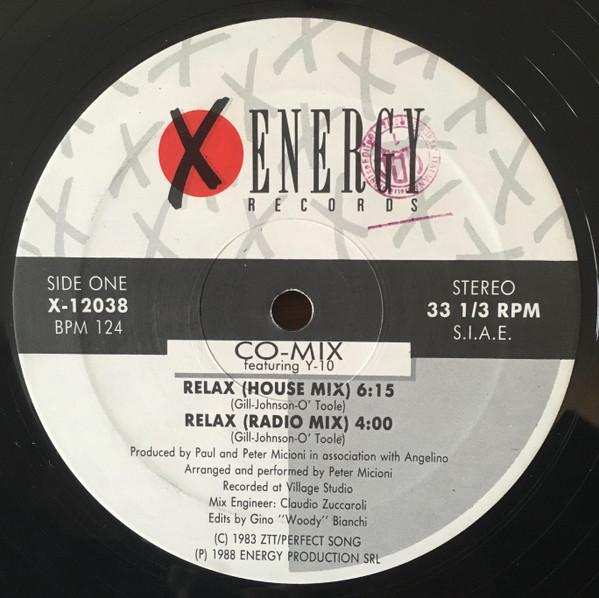 X ENERGY
RECORDS
SIDE ONE
X-12038
BPM 124
STEREO
33 1/3 RPM
S.I.A.E.
CO-MIX
featuring Y-10
RELAX (HOUSE MIX) 6:15
(Gill-Johnson-O' Toole)
RELAX (RADIO MIX) 4:00
(Gill-Johnson-O' Toole)
Produced by Paul and Peter Micioni in association with Angelino
Arranged and performed by Peter Micioni
Recorded at Village Studio
Mix Engineer: Claudio Zuccaroli
Edits by Gino "Woody" Bianchi
(C) 1983 ZTT/PERFECT SONG
(P) 1988 ENERGY PRODUCTION SRL